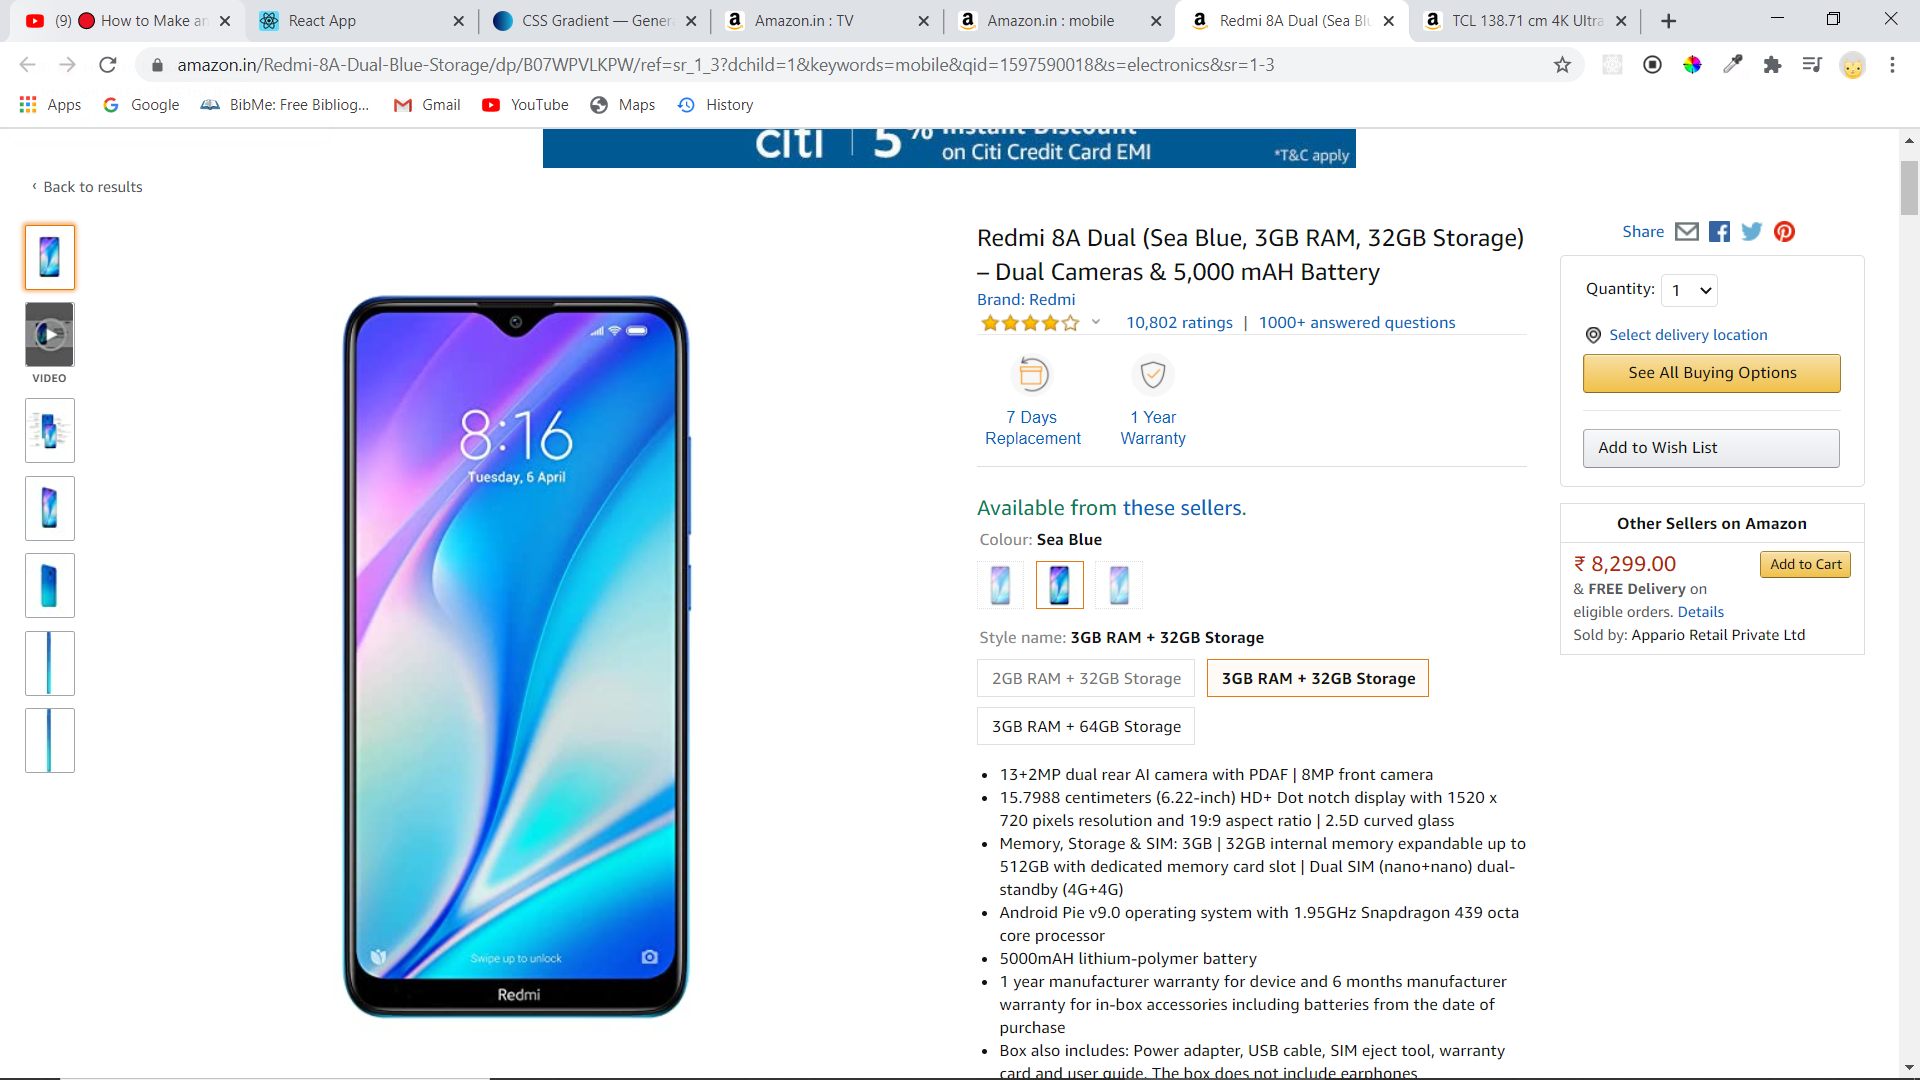 (9) How to Make an
React App
CSS Gradient — Genera
Amazon.in : TV
Amazon.in : mobile
Redmi 8A Dual (Sea Blu
TCL 138.71 cm 4K Ultra
amazon.in/Redmi-8A-Dual-Blue-Storage/dp/B07WPVLKPW/ref=sr_1_3?dchild=1&keywords=mobile&qid=1597590018&s=electronics&sr=1-3
Apps
Google
BibMe: Free Bibliog...
Gmail
YouTube
Maps
History
citi
5% Instant Discount
on Citi Credit Card EMI
*T&C apply
‹ Back to results
VIDEO
8:16
Tuesday, 6 April
Swipe up to unlock
Redmi
Redmi 8A Dual (Sea Blue, 3GB RAM, 32GB Storage)
– Dual Cameras & 5,000 mAH Battery
Brand: Redmi
10,802 ratings | 1000+ answered questions
7 Days
Replacement
1 Year
Warranty
Available from these sellers.
Colour: Sea Blue
Style name: 3GB RAM + 32GB Storage
2GB RAM + 32GB Storage
3GB RAM + 32GB Storage
3GB RAM + 64GB Storage
• 13+2MP dual rear AI camera with PDAF | 8MP front camera
• 15.7988 centimeters (6.22-inch) HD+ Dot notch display with 1520 x
720 pixels resolution and 19:9 aspect ratio | 2.5D curved glass
• Memory, Storage & SIM: 3GB | 32GB internal memory expandable up to
512GB with dedicated memory card slot | Dual SIM (nano+nano) dual-
standby (4G+4G)
• Android Pie v9.0 operating system with 1.95GHz Snapdragon 439 octa
core processor
• 5000mAH lithium-polymer battery
• 1 year manufacturer warranty for device and 6 months manufacturer
warranty for in-box accessories including batteries from the date of
purchase
• Box also includes: Power adapter, USB cable, SIM eject tool, warranty
card and user guide. The box does not include earphones
Share
Quantity: 1
Select delivery location
See All Buying Options
Add to Wish List
Other Sellers on Amazon
₹ 8,299.00
Add to Cart
& FREE Delivery on
eligible orders. Details
Sold by: Appario Retail Private Ltd